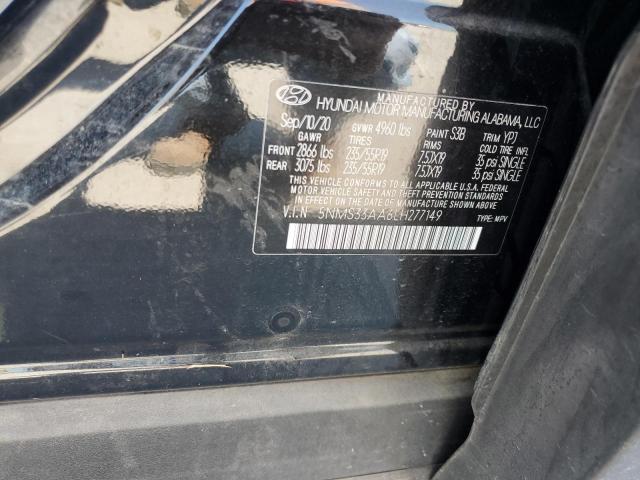 MANUFACTURED BY
HYUNDAI MOTOR MANUFACTURING ALABAMA, LLC
Sep/10/20 GVWR 4960 lbs PAINT S3B TRIM YPJ
GAWR TIRES RIMS COLD TIRE INFL
FRONT 2866 lbs 235/55R19 7.5JX19 35 psi SINGLE
REAR 3075 lbs 235/55R19 7.5JX19 35 psi SINGLE
THIS VEHICLE CONFORMS TO ALL APPLICABLE U.S. FEDERAL
MOTOR VEHICLE SAFETY AND THEFT PREVENTION STANDARDS
IN EFFECT ON THE DATE OF MANUFACTURE SHOWN ABOVE.
V.I.N 5NMS33AA6LH277149 TYPE: MPV